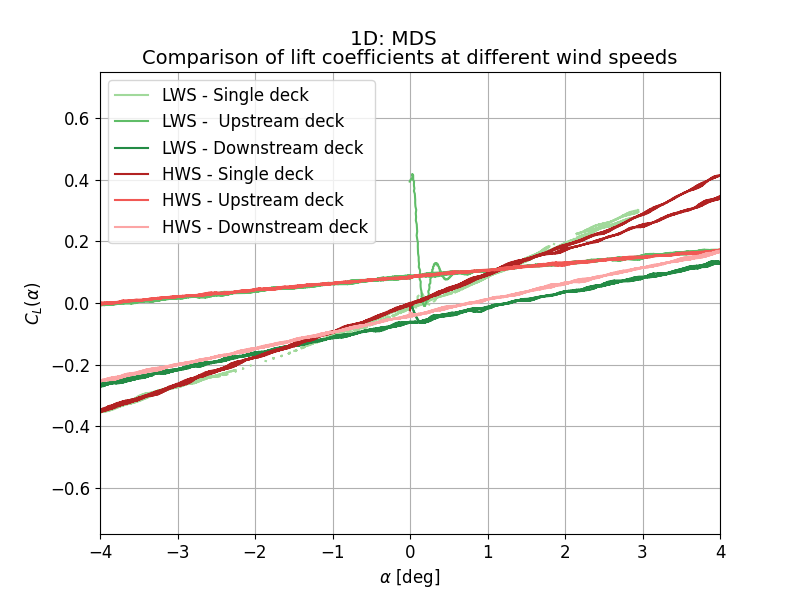 1D: MDS
Comparison of lift coefficients at different wind speeds
LWS - Single deck
LWS -  Upstream deck
LWS - Downstream deck
HWS - Single deck
HWS - Upstream deck
HWS - Downstream deck
0.6
0.4
0.2
0.0
−0.2
−0.4
−0.6
C_L(α)
−4 −3 −2 −1 0 1 2 3 4
α [deg]